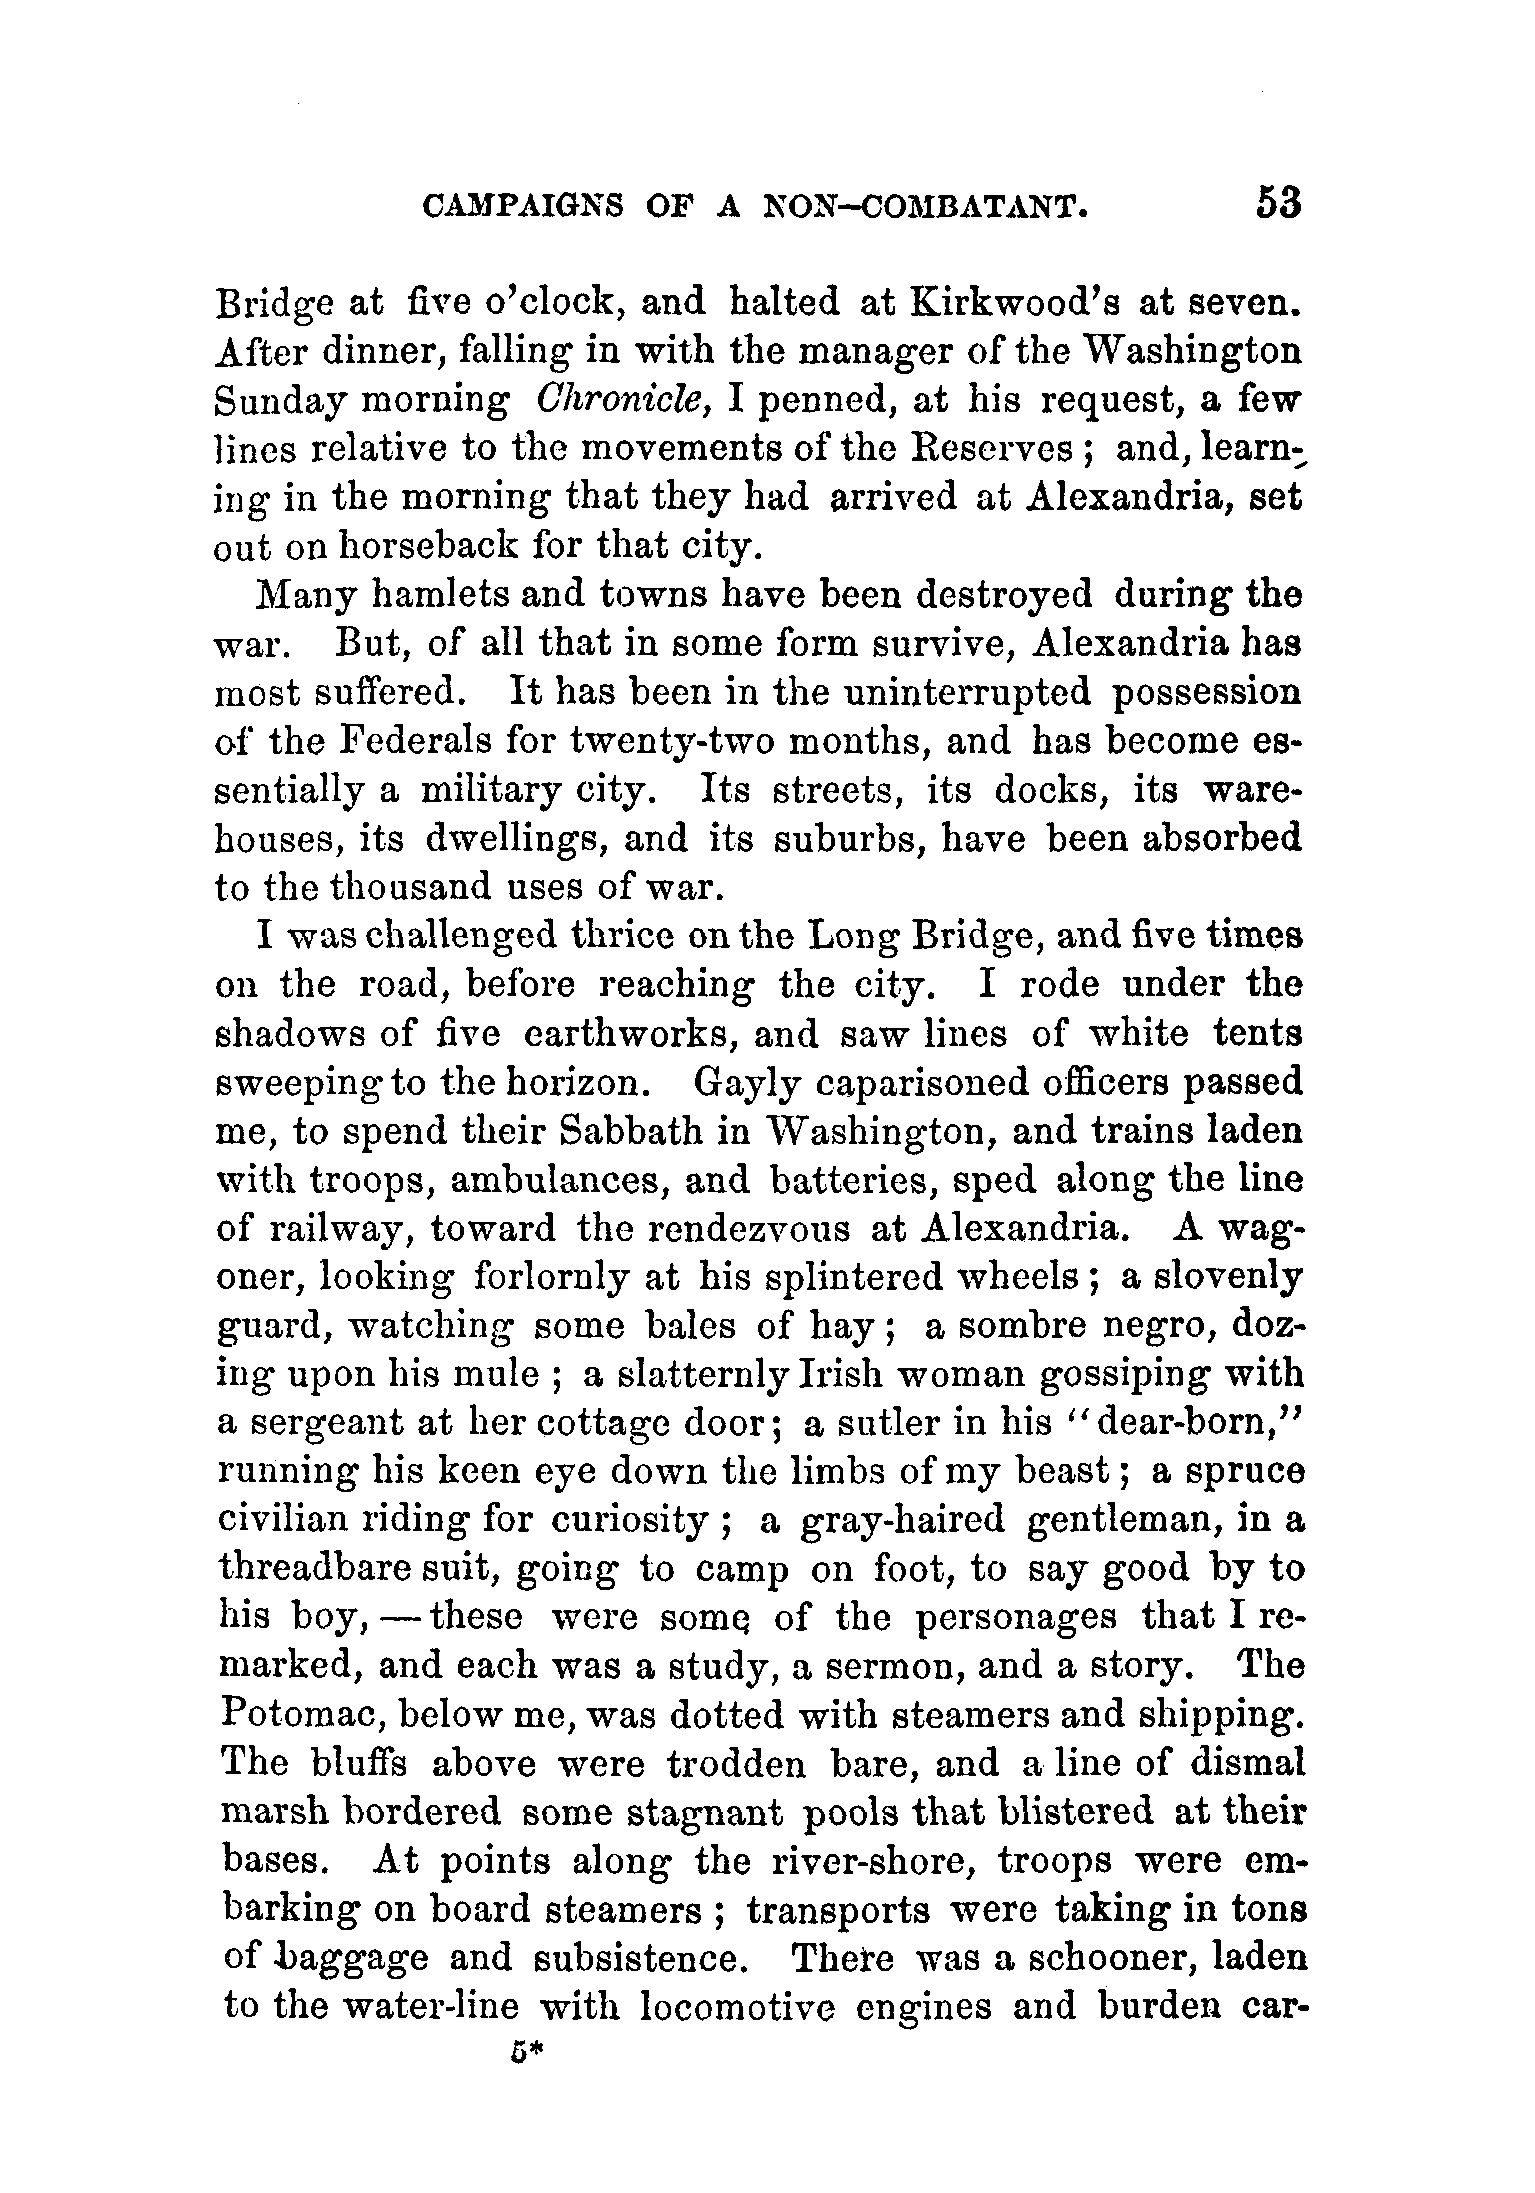 CAMPAIGNS OF A NON-COMBATANT. 53
Bridge at five o'clock, and halted at Kirkwood's at seven.
After dinner, falling in with the manager of the Washington
Sunday morning Chronicle, I penned, at his request, a few
lines relative to the movements of the Reserves ; and, learn-
ing in the morning that they had arrived at Alexandria, set
out on horseback for that city.
Many hamlets and towns have been destroyed during the
war. But, of all that in some form survive, Alexandria has
most suffered. It has been in the uninterrupted possession
of the Federals for twenty-two months, and has become es-
sentially a military city. Its streets, its docks, its ware-
houses, its dwellings, and its suburbs, have been absorbed
to the thousand uses of war.
I was challenged thrice on the Long Bridge, and five times
on the road, before reaching the city. I rode under the
shadows of five earthworks, and saw lines of white tents
sweeping to the horizon. Gayly caparisoned officers passed
me, to spend their Sabbath in Washington, and trains laden
with troops, ambulances, and batteries, sped along the line
of railway, toward the rendezvous at Alexandria. A wag-
oner, looking forlornly at his splintered wheels ; a slovenly
guard, watching some bales of hay ; a sombre negro, doz-
ing upon his mule ; a slatternly Irish woman gossiping with
a sergeant at her cottage door; a sutler in his "dear-born,"
running his keen eye down the limbs of my beast ; a spruce
civilian riding for curiosity ; a gray-haired gentleman, in a
threadbare suit, going to camp on foot, to say good by to
his boy, — these were some of the personages that I re-
marked, and each was a study, a sermon, and a story. The
Potomac, below me, was dotted with steamers and shipping.
The bluffs above were trodden bare, and a line of dismal
marsh bordered some stagnant pools that blistered at their
bases. At points along the river-shore, troops were em-
barking on board steamers ; transports were taking in tons
of baggage and subsistence. There was a schooner, laden
to the water-line with locomotive engines and burden car-
5*